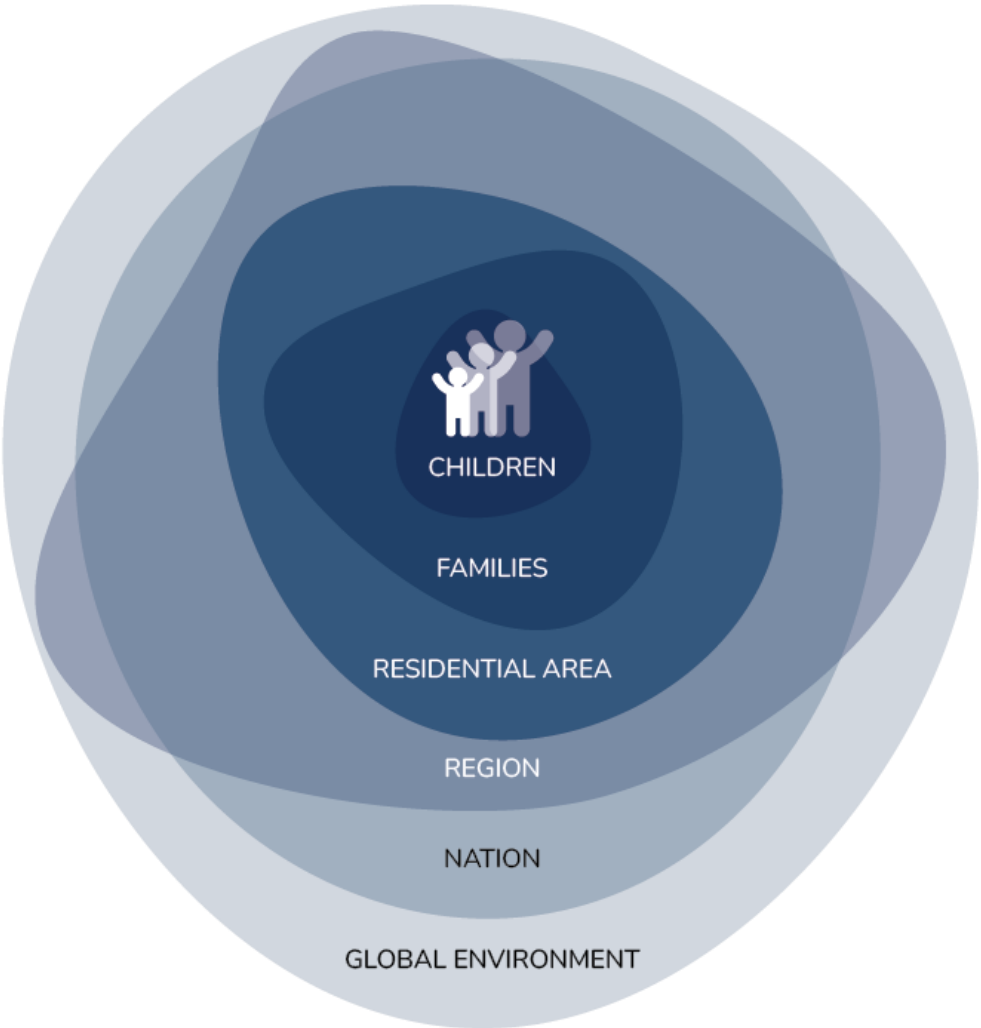 CHILDREN
FAMILIES
RESIDENTIAL AREA
REGION
NATION
GLOBAL ENVIRONMENT